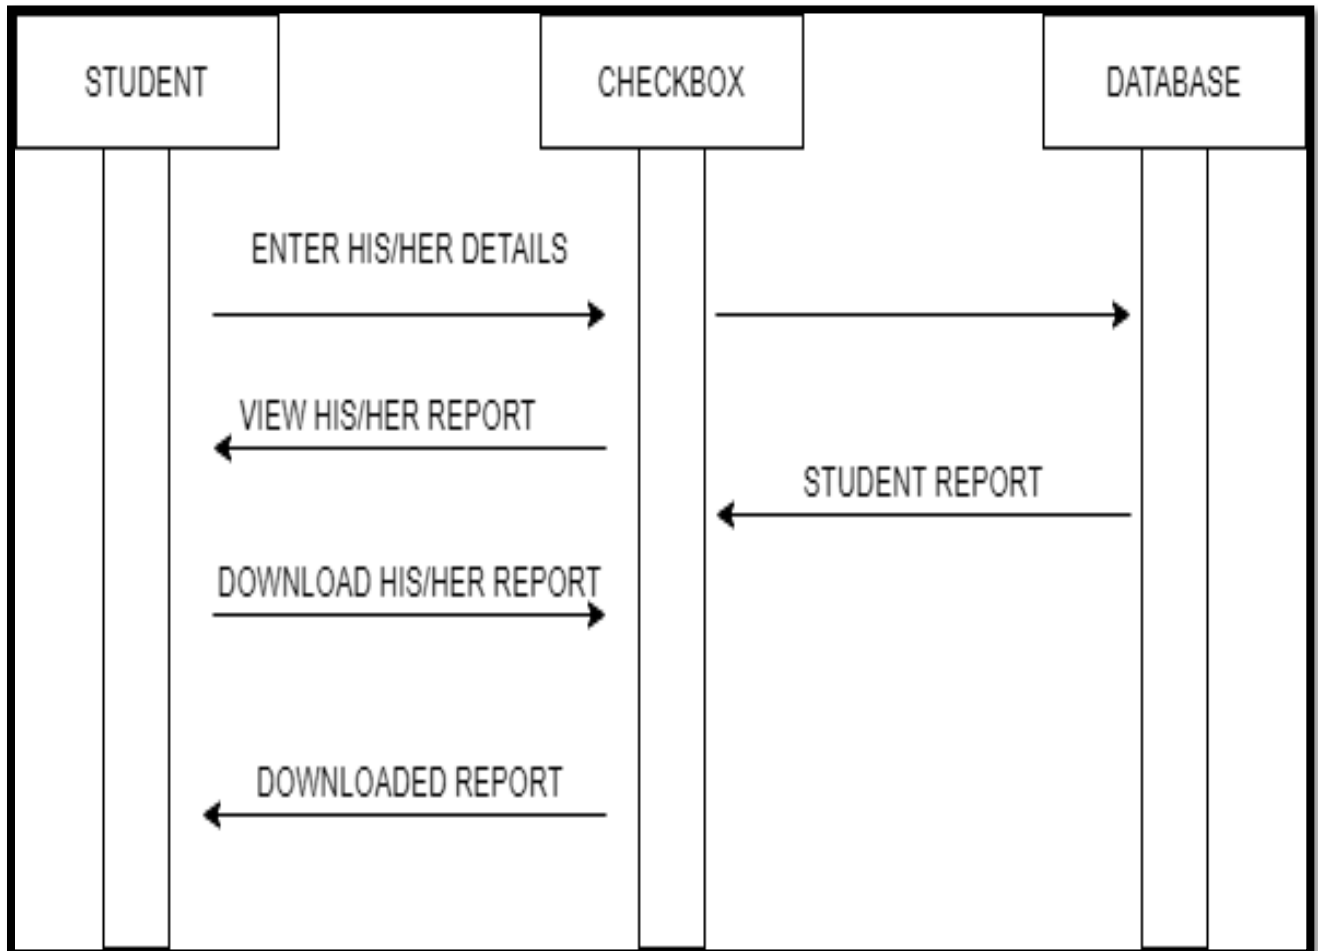 STUDENT
CHECKBOX
DATABASE
ENTER HIS/HER DETAILS
VIEW HIS/HER REPORT
STUDENT REPORT
DOWNLOAD HIS/HER REPORT
DOWNLOADED REPORT